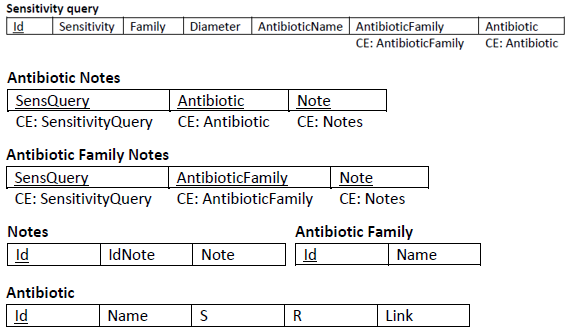 Sensitivity query
Id Sensitivity Family Diameter AntibioticName AntibioticFamily Antibiotic
CE: AntibioticFamily CE: Antibiotic
Antibiotic Notes
SensQuery Antibiotic Note
CE: SensitivityQuery CE: Antibiotic CE: Notes
Antibiotic Family Notes
SensQuery AntibioticFamily Note
CE: SensitivityQuery CE: AntibioticFamily CE: Notes
Notes Antibiotic Family
Id IdNote Note Id Name
Antibiotic
Id Name S R Link